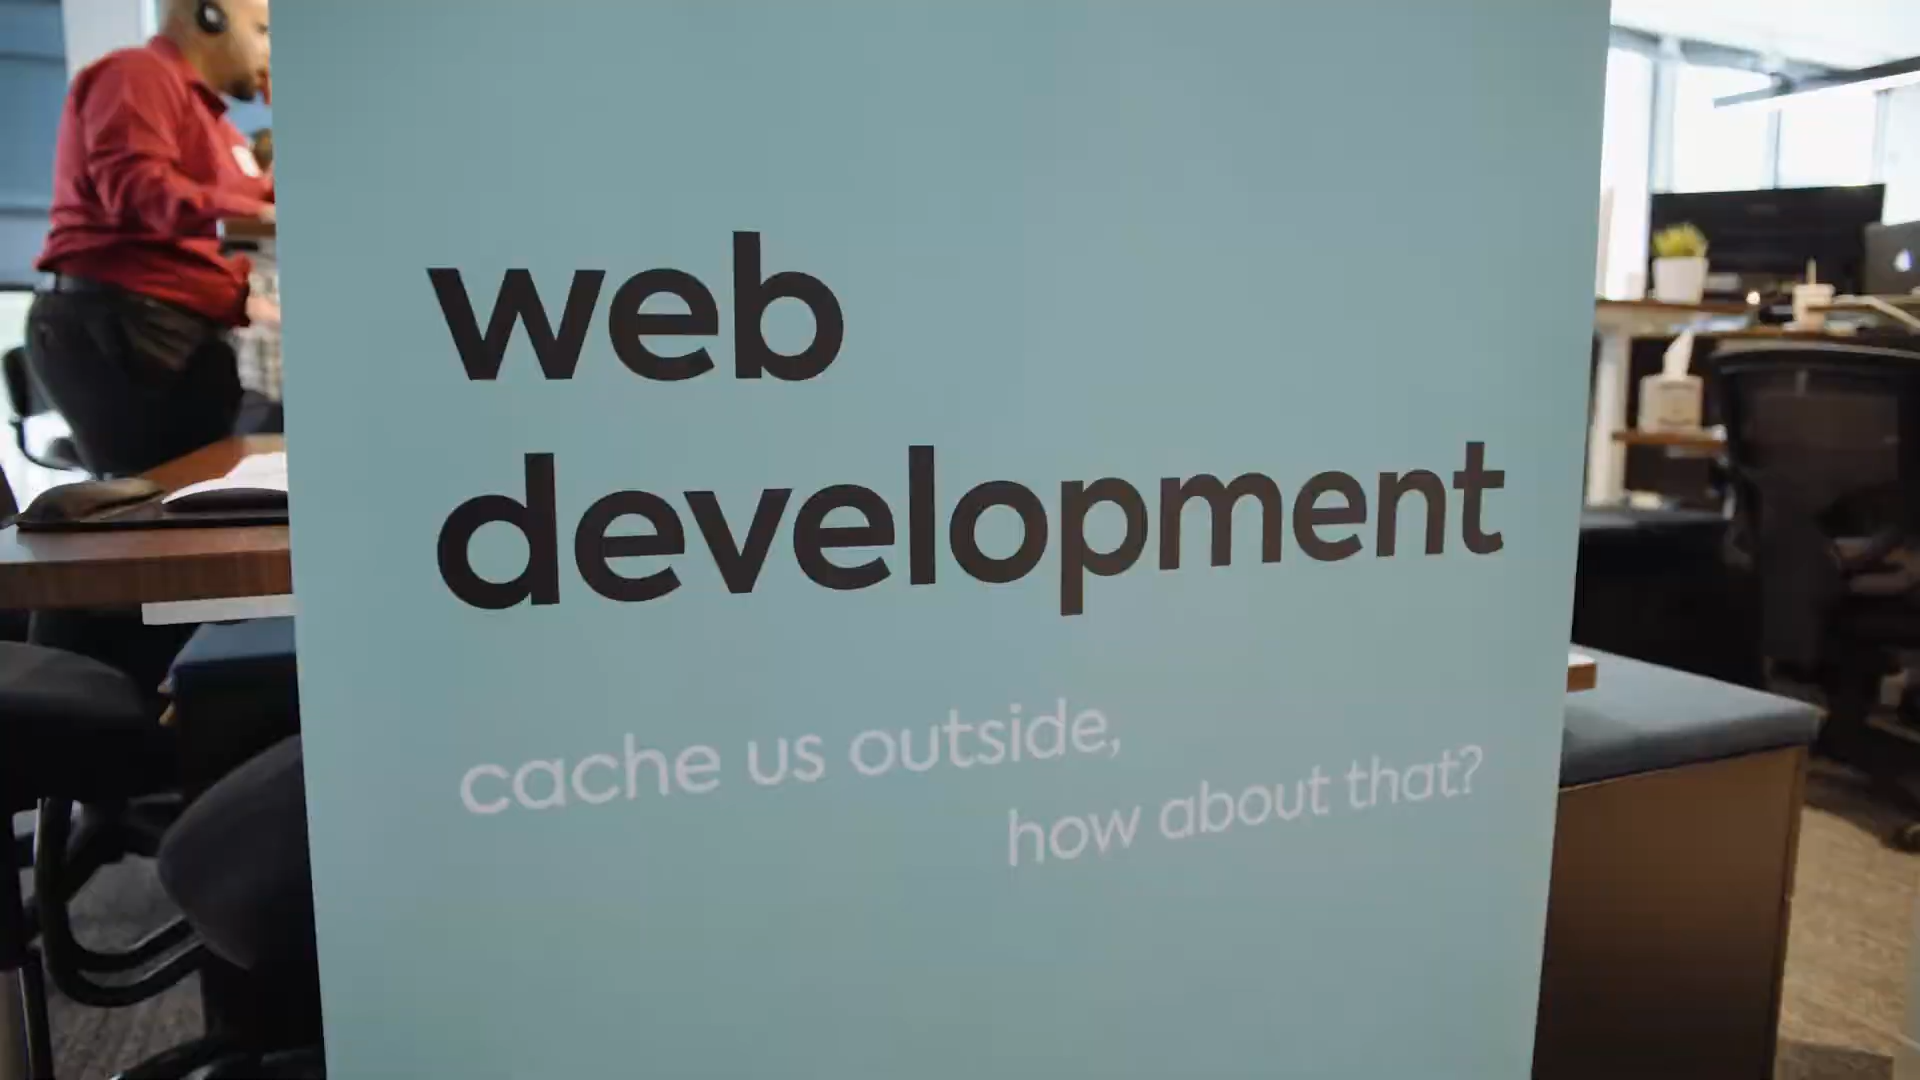 web
development
cache us outside,
how about that?